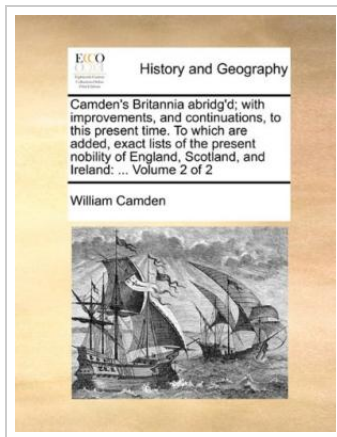 ECCO
History and Geography
Camden's Britannia abridg'd; with
improvements, and continuations, to
this present time. To which are
added, exact lists of the present
nobility of England, Scotland, and
Ireland: ... Volume 2 of 2
William Camden